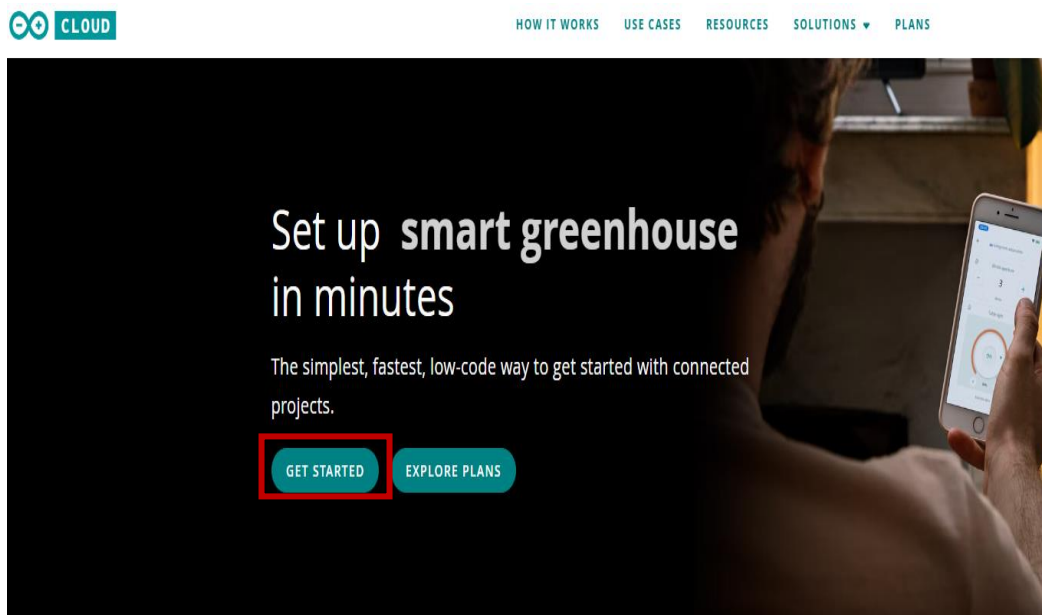 CLOUD
HOW IT WORKS USE CASES RESOURCES SOLUTIONS PLANS
Set up smart greenhouse
in minutes
The simplest, fastest, low-code way to get started with connected
projects.
GET STARTED EXPLORE PLANS
3